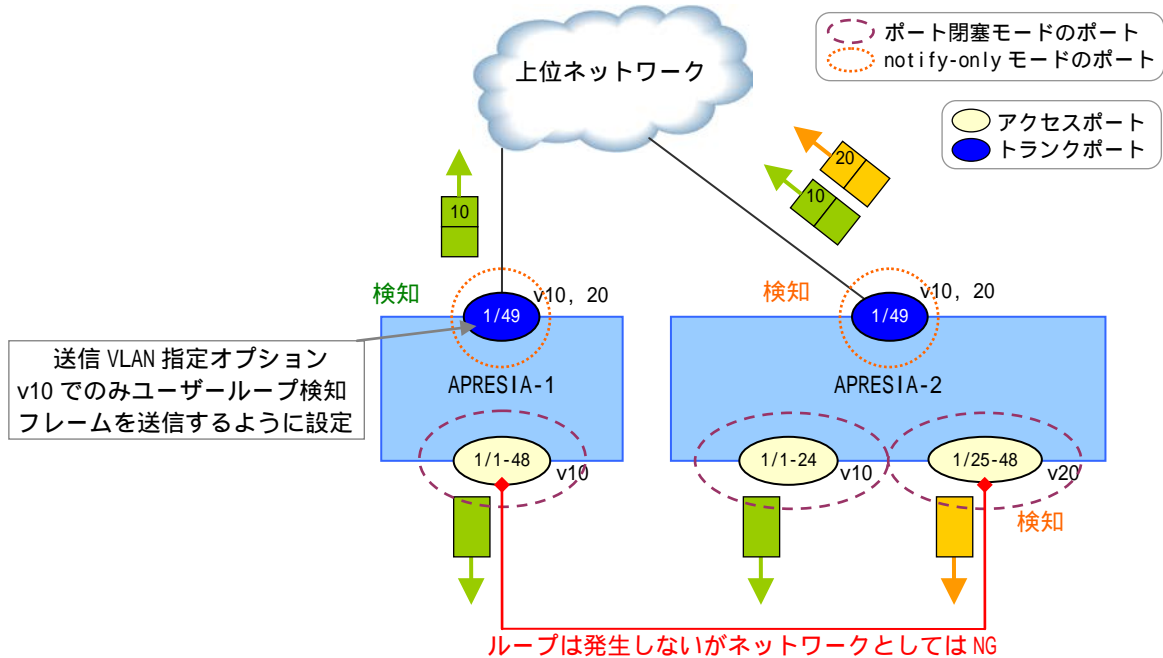 上位ネットワーク
ポート閉塞モードのポート
notify-only モードのポート
アクセスポート
トランクポート
10
20
10
検知
v10, 20
1/49
検知
v10, 20
1/49
送信 VLAN 指定オプション
v10 でのみユーザーループ検知
フレームを送信するように設定
APRESIA-1
APRESIA-2
1/1-48
v10
1/1-24
v10
1/25-48
v20
検知
ループは発生しないがネットワークとしては NG